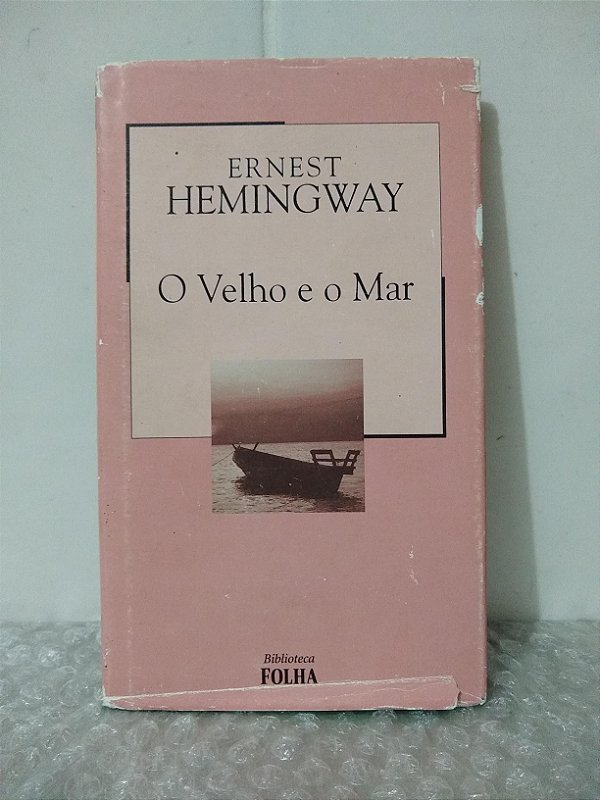 ERNEST
HEMINGWAY
O Velho e o Mar
Biblioteca
FOLHA